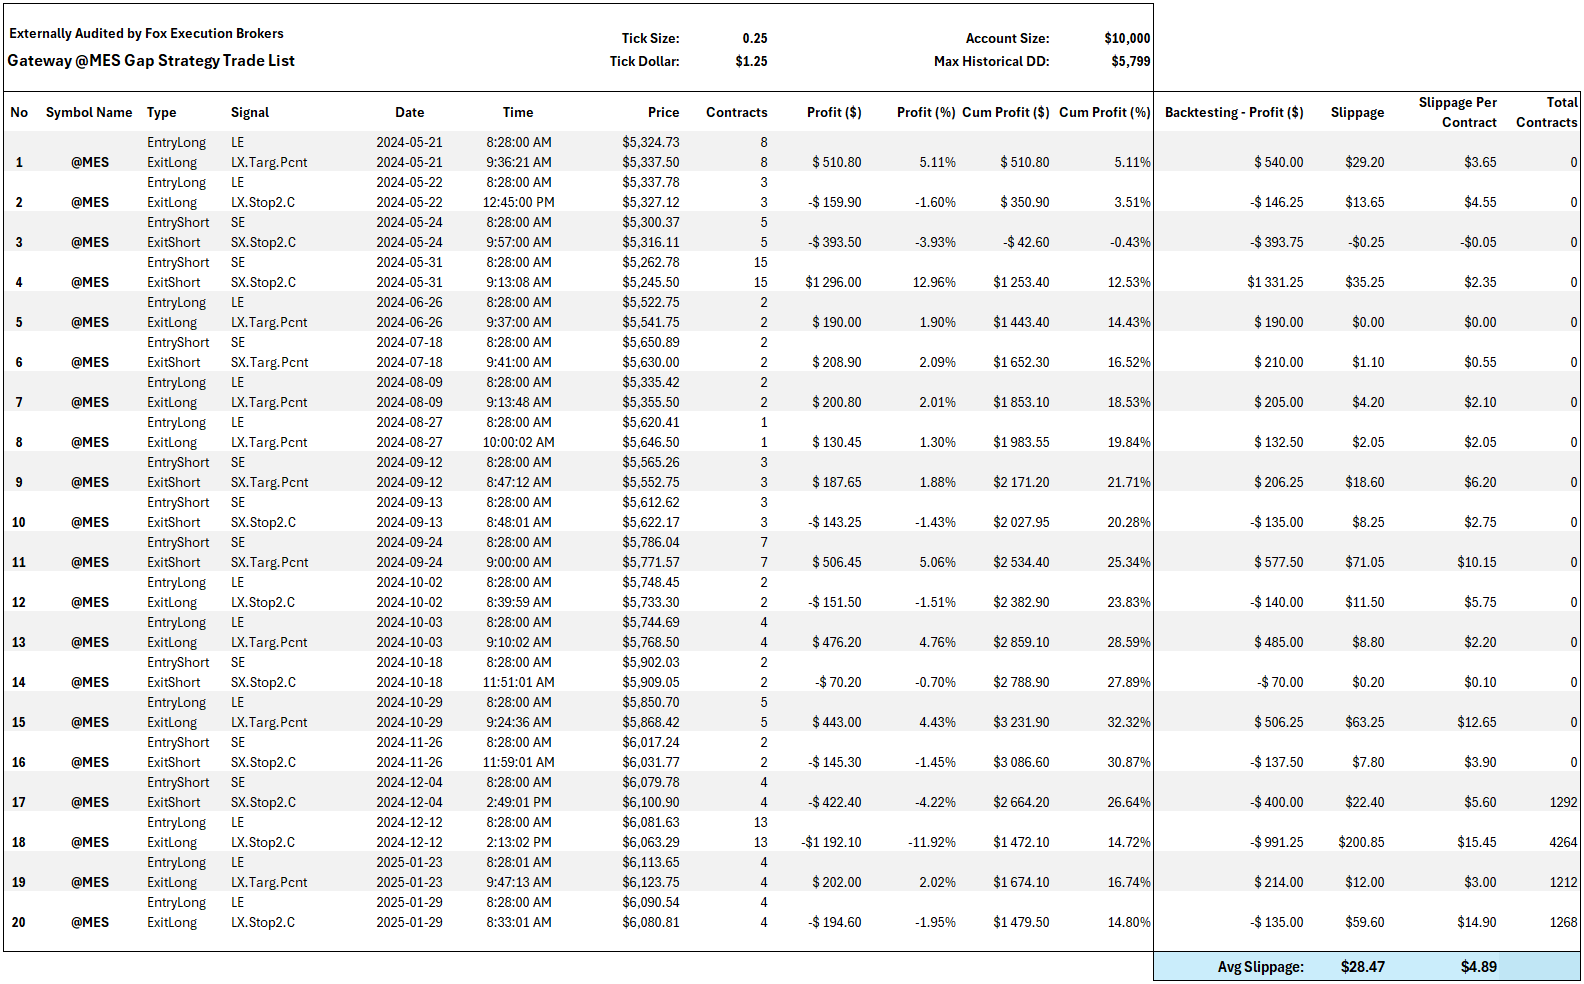 Externally Audited by Fox Execution Brokers Tick Size: 0.25 Account Size: $10,000
Gateway @MES Gap Strategy Trade List Tick Dollar: $1.25 Max Historical DD: $5,799
No Symbol Name Type Signal Date Time Price Contracts Profit ($) Profit (%) Cum Profit ($) Cum Profit (%) Backtesting - Profit ($) Slippage Slippage Per Contract Total Contracts
EntryLong LE 2024-05-21 8:28:00 AM $5,324.73 8
1 @MES ExitLong LX.Targ.Pcnt 2024-05-21 9:36:21 AM $5,337.50 8 $ 510.80 5.11% $ 510.80 5.11% $ 540.00 $29.20 $3.65 0
EntryLong LE 2024-05-22 8:28:00 AM $5,337.78 3
2 @MES ExitLong LX.Stop2.C 2024-05-22 12:45:00 PM $5,327.12 3 -$ 159.90 -1.60% $ 350.90 3.51% -$ 146.25 $13.65 $4.55 0
EntryShort SE 2024-05-24 8:28:00 AM $5,300.37 5
3 @MES ExitShort SX.Stop2.C 2024-05-24 9:57:00 AM $5,316.11 5 -$ 393.50 -3.93% -$ 42.60 -0.43% -$ 393.75 -$0.25 -$0.05 0
EntryShort SE 2024-05-31 8:28:00 AM $5,262.78 15
4 @MES ExitShort SX.Stop2.C 2024-05-31 9:13:08 AM $5,245.50 15 $1 296.00 12.96% $1 253.40 12.53% $1 331.25 $35.25 $2.35 0
EntryLong LE 2024-06-26 8:28:00 AM $5,522.75 2
5 @MES ExitLong LX.Targ.Pcnt 2024-06-26 9:37:00 AM $5,541.75 2 $ 190.00 1.90% $1 443.40 14.43% $ 190.00 $0.00 $0.00 0
EntryShort SE 2024-07-18 8:28:00 AM $5,650.89 2
6 @MES ExitShort SX.Targ.Pcnt 2024-07-18 9:41:00 AM $5,630.00 2 $ 208.90 2.09% $1 652.30 16.52% $ 210.00 $1.10 $0.55 0
EntryLong LE 2024-08-09 8:28:00 AM $5,335.42 2
7 @MES ExitLong LX.Targ.Pcnt 2024-08-09 9:13:48 AM $5,355.50 2 $ 200.80 2.01% $1 853.10 18.53% $ 205.00 $4.20 $2.10 0
EntryLong LE 2024-08-27 8:28:00 AM $5,620.41 1
8 @MES ExitLong LX.Targ.Pcnt 2024-08-27 10:00:02 AM $5,646.50 1 $ 130.45 1.30% $1 983.55 19.84% $ 132.50 $2.05 $2.05 0
EntryShort SE 2024-09-12 8:28:00 AM $5,565.26 3
9 @MES ExitShort SX.Targ.Pcnt 2024-09-12 8:47:12 AM $5,552.75 3 $ 187.65 1.88% $2 171.20 21.71% $ 206.25 $18.60 $6.20 0
EntryShort SE 2024-09-13 8:28:00 AM $5,612.62 3
10 @MES ExitShort SX.Stop2.C 2024-09-13 8:48:01 AM $5,622.17 3 -$ 143.25 -1.43% $2 027.95 20.28% -$ 135.00 $8.25 $2.75 0
EntryShort SE 2024-09-24 8:28:00 AM $5,786.04 7
11 @MES ExitShort SX.Targ.Pcnt 2024-09-24 9:00:00 AM $5,771.57 7 $ 506.45 5.06% $2 534.40 25.34% $ 577.50 $71.05 $10.15 0
EntryLong LE 2024-10-02 8:28:00 AM $5,748.45 2
12 @MES ExitLong LX.Stop2.C 2024-10-02 8:39:59 AM $5,733.30 2 -$ 151.50 -1.51% $2 382.90 23.83% -$ 140.00 $11.50 $5.75 0
EntryLong LE 2024-10-03 8:28:00 AM $5,744.69 4
13 @MES ExitLong LX.Targ.Pcnt 2024-10-03 9:10:02 AM $5,768.50 4 $ 476.20 4.76% $2 859.10 28.59% $ 485.00 $8.80 $2.20 0
EntryShort SE 2024-10-18 8:28:00 AM $5,902.03 2
14 @MES ExitShort SX.Stop2.C 2024-10-18 11:51:01 AM $5,909.05 2 -$ 70.20 -0.70% $2 788.90 27.89% -$ 70.00 $0.20 $0.10 0
EntryLong LE 2024-10-29 8:28:00 AM $5,850.70 5
15 @MES ExitLong LX.Targ.Pcnt 2024-10-29 9:24:36 AM $5,868.42 5 $ 443.00 4.43% $3 231.90 32.32% $ 506.25 $63.25 $12.65 0
EntryShort SE 2024-11-26 8:28:00 AM $6,017.24 2
16 @MES ExitShort SX.Stop2.C 2024-11-26 11:59:01 AM $6,031.77 2 -$ 145.30 -1.45% $3 086.60 30.87% -$ 137.50 $7.80 $3.90 0
EntryShort SE 2024-12-04 8:28:00 AM $6,079.78 4
17 @MES ExitShort SX.Stop2.C 2024-12-04 2:49:01 PM $6,100.90 4 -$ 422.40 -4.22% $2 664.20 26.64% -$ 400.00 $22.40 $5.60 1292
EntryLong LE 2024-12-12 8:28:00 AM $6,081.63 13
18 @MES ExitLong LX.Stop2.C 2024-12-12 2:13:02 PM $6,063.29 13 -$1 192.10 -11.92% $1 472.10 14.72% -$ 991.25 $200.85 $15.45 4264
EntryLong LE 2025-01-23 8:28:01 AM $6,113.65 4
19 @MES ExitLong LX.Targ.Pcnt 2025-01-23 9:47:13 AM $6,123.75 4 $ 202.00 2.02% $1 674.10 16.74% $ 214.00 $12.00 $3.00 1212
EntryLong LE 2025-01-29 8:28:00 AM $6,090.54 4
20 @MES ExitLong LX.Stop2.C 2025-01-29 8:33:01 AM $6,080.81 4 -$ 194.60 -1.95% $1 479.50 14.80% -$ 135.00 $59.60 $14.90 1268
Avg Slippage: $28.47 $4.89